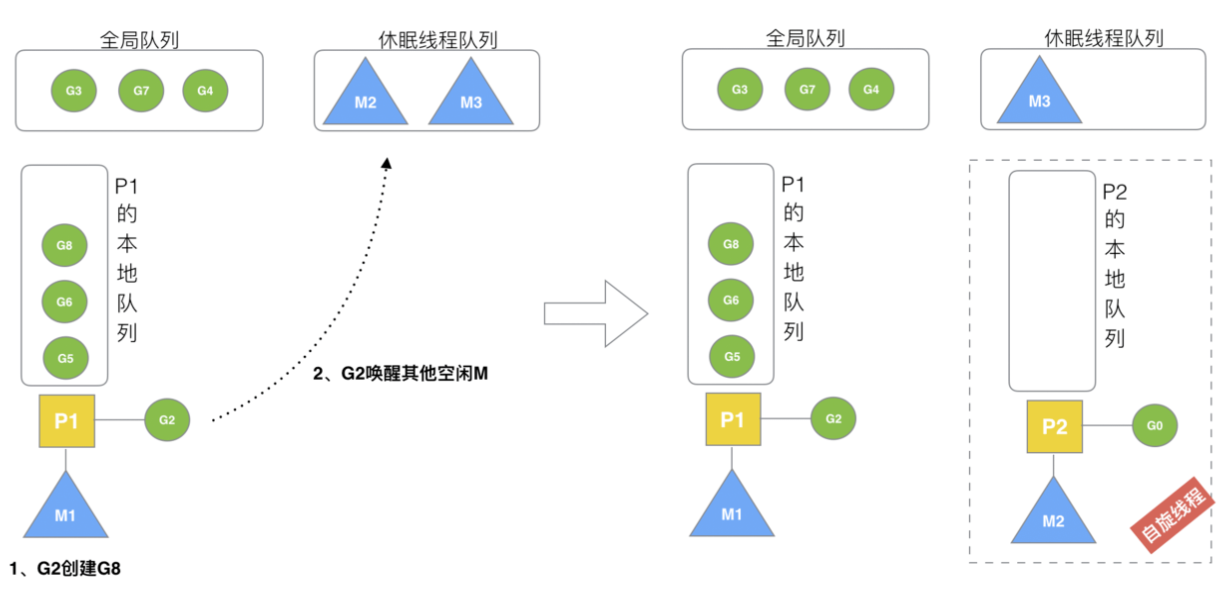 全局队列
G3 G7 G4
休眠线程队列
M2 M3
P1的本地队列
G8
G6
G5
P1
G2
M1
1、G2创建G8
2、G2唤醒其他空闲M
全局队列
G3 G7 G4
休眠线程队列
M3
P1的本地队列
G8
G6
G5
P1
G2
M1
P2的本地队列
P2
G0
M2
自旋线程